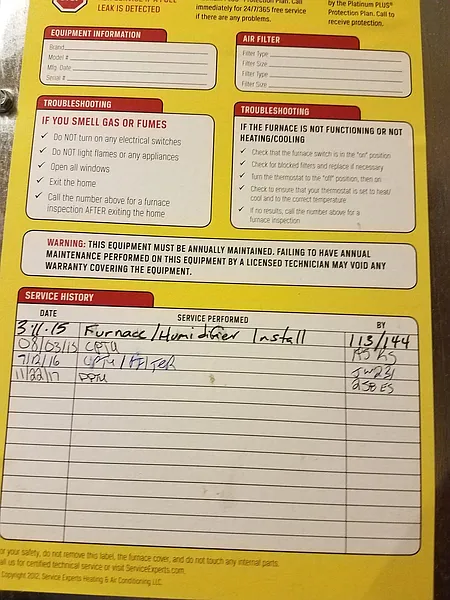 LEAK IS DETECTED
immediately for 24/7/365 free service
if there are any problems.
by the Platinum PLUS®
Protection Plan. Call to
receive protection.
EQUIPMENT INFORMATION
Brand
Model #
Mfg. Date
Serial #
AIR FILTER
Filter Type
Filter Size
Filter Type
Filter Size
TROUBLESHOOTING
IF YOU SMELL GAS OR FUMES
✓ Do NOT turn on any electrical switches
✓ Do NOT light flames or any appliances
✓ Open all windows
✓ Exit the home
✓ Call the number above for a furnace
inspection AFTER exiting the home
TROUBLESHOOTING
IF THE FURNACE IS NOT FUNCTIONING OR NOT
HEATING/COOLING
✓ Check that the furnace switch is in the "on" position
✓ Check for blocked filters and replace if necessary
✓ Turn the thermostat to the "off" position, then on
✓ Check to ensure that your thermostat is set to heat/
cool and to the correct temperature
✓ If no results, call the number above for a
furnace inspection
WARNING: THIS EQUIPMENT MUST BE ANNUALLY MAINTAINED. FAILING TO HAVE ANNUAL
MAINTENANCE PERFORMED ON THIS EQUIPMENT BY A LICENSED TECHNICIAN MAY VOID ANY
WARRANTY COVERING THE EQUIPMENT.
SERVICE HISTORY
DATE SERVICE PERFORMED BY
Furnace/Humidifier Install 113/144
08/03/15 CPTU
7/12/16 CPTU/FILTER JW231
11/22/17 PPTU 258 ES
or your safety, do not remove this label, the furnace cover, and do not touch any internal parts.
all us for certified technical service or visit ServiceExperts.com.
Copyright 2012. Service Experts Heating & Air Conditioning LLC.